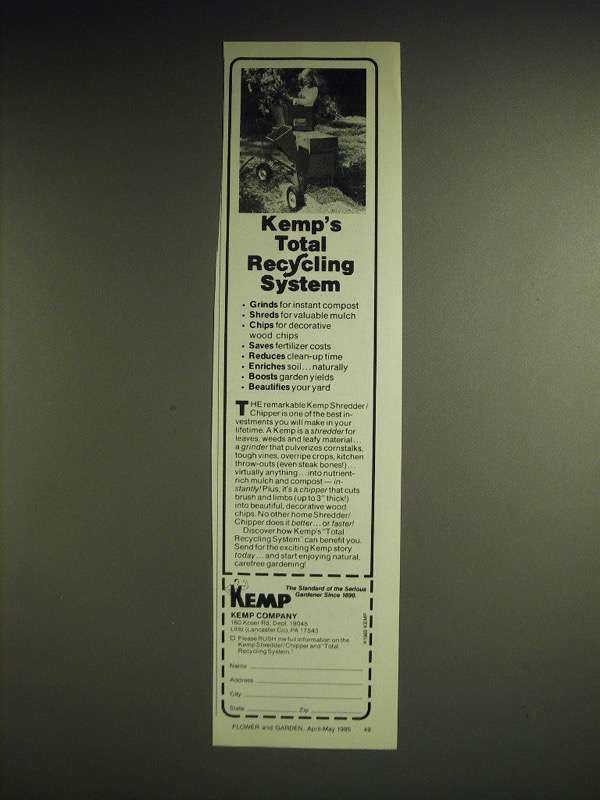 Kemp's
Total
Recycling
System
• Grinds for instant compost
• Shreds for valuable mulch
• Chips for decorative
wood chips
• Saves fertilizer costs
• Reduces clean-up time
• Enriches soil...naturally
• Boosts garden yields
• Beautifies your yard
THE remarkable Kemp Shredder/
Chipper is one of the best in-
vestments you will make in your
lifetime. A Kemp is a shredder for
leaves, weeds and leafy material...
a grinder that pulverizes cornstalks,
tough vines, overripe crops, kitchen
throw-outs (even steak bones!)...
virtually anything...into nutrient-
rich mulch and compost — in-
stantly! Plus, it's a chipper that cuts
brush and limbs (up to 3" thick!)
into beautiful, decorative wood
chips. No other home Shredder/
Chipper does it better...or faster!
Discover how Kemp's "Total
Recycling System" can benefit you.
Send for the exciting Kemp story
today...and start enjoying natural,
carefree gardening!
KEMP
The Standard of the Serious
Gardener Since 1890.
KEMP COMPANY
160 Koser Rd., Dept. 19045
Lititz (Lancaster Co.), PA 17543
□ Please RUSH me full information on the
Kemp Shredder/Chipper and "Total
Recycling System."
© 1985 KEMP
Name
Address
City
State Zip
FLOWER and GARDEN, April-May 1985 49